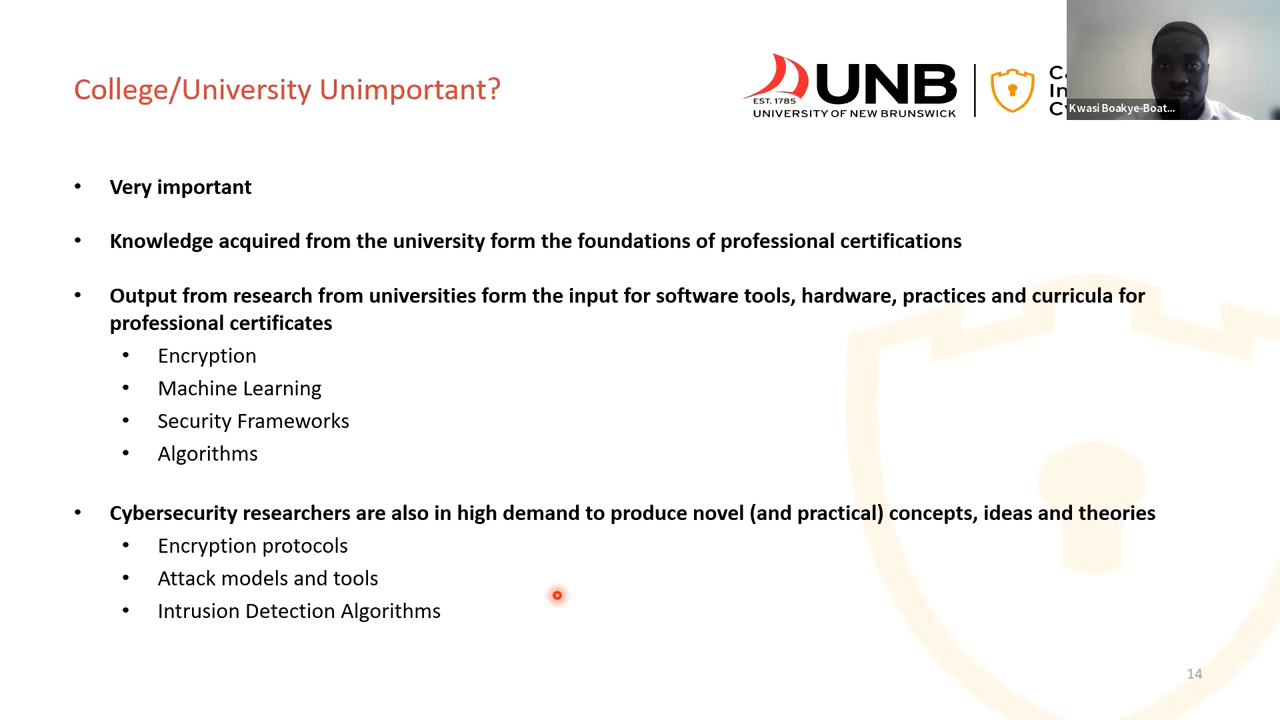 College/University Unimportant?
EST. 1785
UNB
UNIVERSITY OF NEW BRUNSWICK
Kwasi Boakye-Boat...
• Very important
• Knowledge acquired from the university form the foundations of professional certifications
• Output from research from universities form the input for software tools, hardware, practices and curricula for
professional certificates
• Encryption
• Machine Learning
• Security Frameworks
• Algorithms
• Cybersecurity researchers are also in high demand to produce novel (and practical) concepts, ideas and theories
• Encryption protocols
• Attack models and tools
• Intrusion Detection Algorithms
14